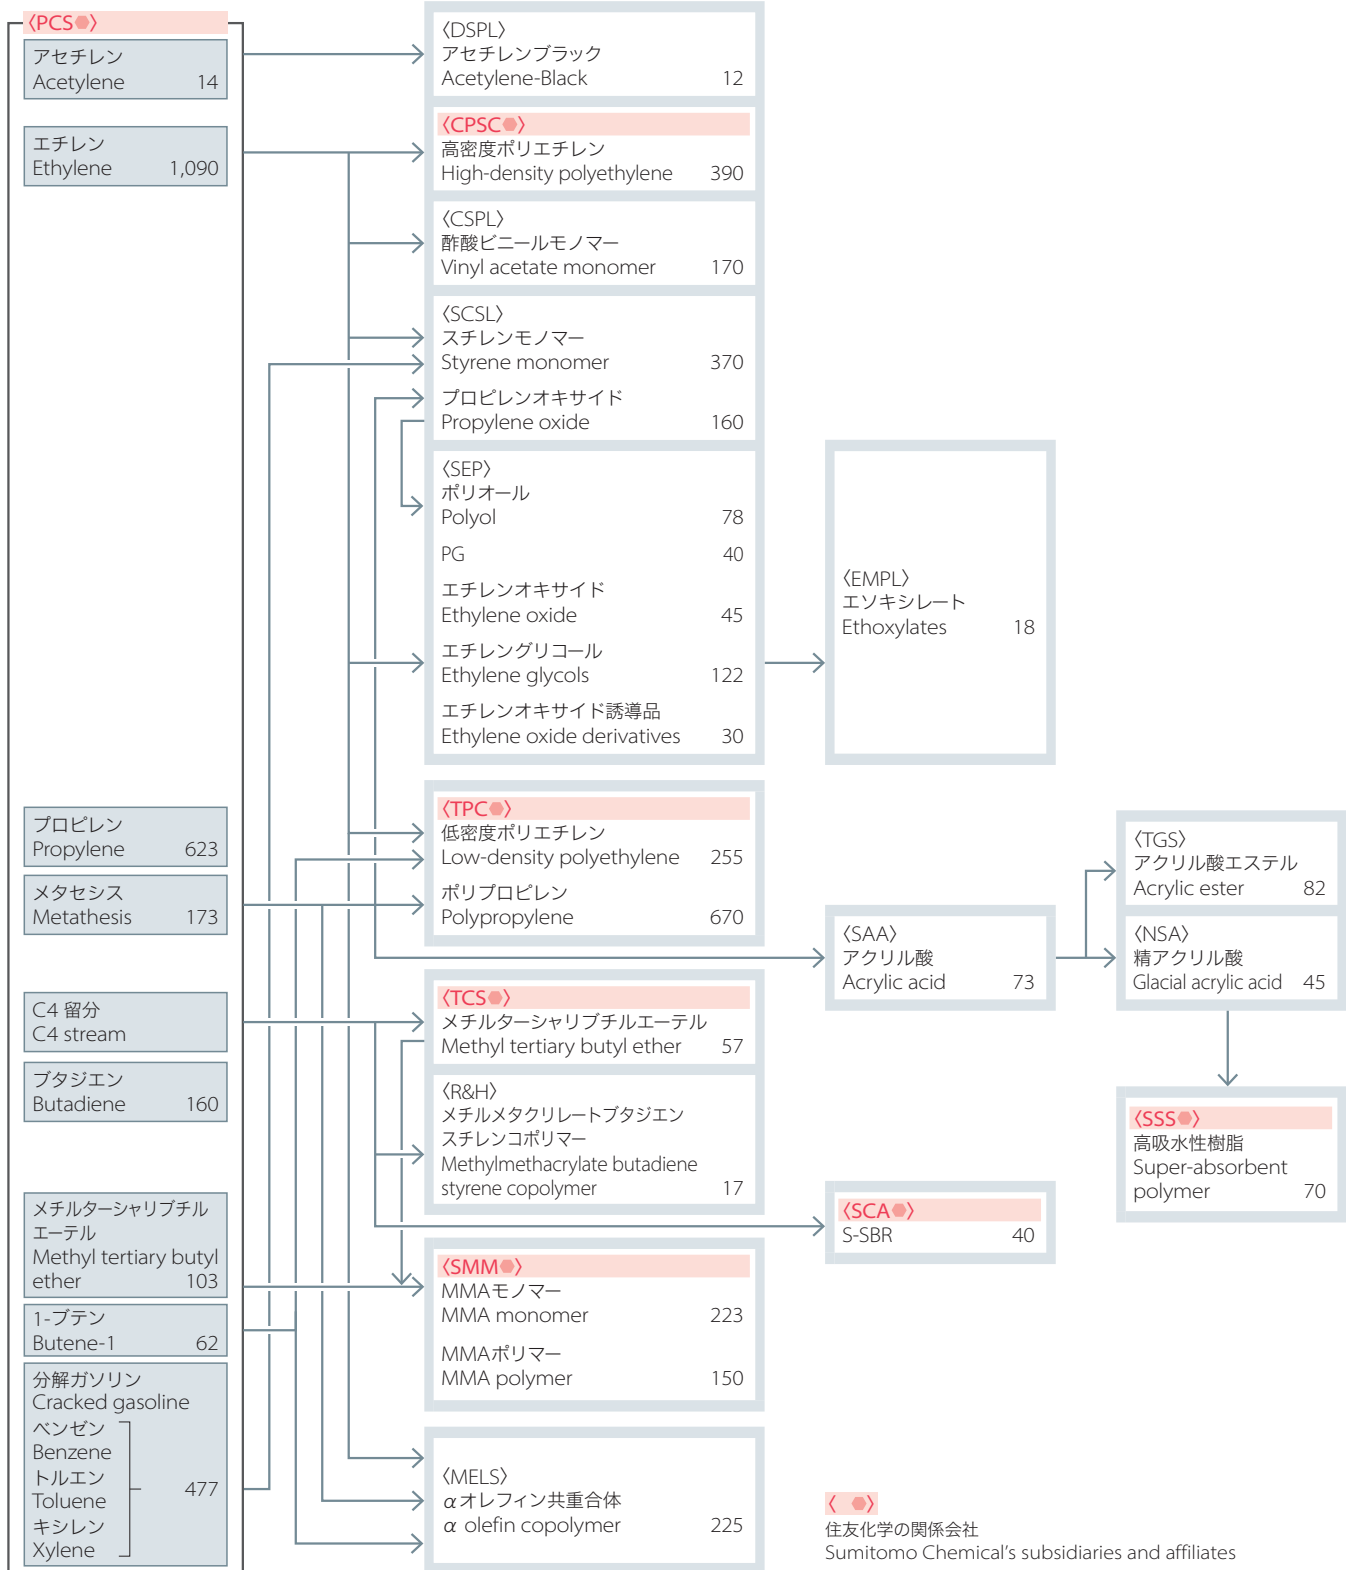 〈PCS〉
アセチレン
Acetylene 14
エチレン
Ethylene 1,090
プロピレン
Propylene 623
メタセシス
Metathesis 173
C4 留分
C4 stream
ブタジエン
Butadiene 160
メチルターシャリブチル
エーテル
Methyl tertiary butyl
ether 103
1-ブテン
Butene-1 62
分解ガソリン
Cracked gasoline
ベンゼン
Benzene
トルエン
Toluene
キシレン
Xylene
477
〈DSPL〉
アセチレンブラック
Acetylene-Black 12
〈CPSC〉
高密度ポリエチレン
High-density polyethylene 390
〈CSPL〉
酢酸ビニールモノマー
Vinyl acetate monomer 170
〈SCSL〉
スチレンモノマー
Styrene monomer 370
プロピレンオキサイド
Propylene oxide 160
〈SEP〉
ポリオール
Polyol 78
PG 40
エチレンオキサイド
Ethylene oxide 45
エチレングリコール
Ethylene glycols 122
エチレンオキサイド誘導品
Ethylene oxide derivatives 30
〈EMPL〉
エソキシレート
Ethoxylates 18
〈TPC〉
低密度ポリエチレン
Low-density polyethylene 255
ポリプロピレン
Polypropylene 670
〈SAA〉
アクリル酸
Acrylic acid 73
〈TGS〉
アクリル酸エステル
Acrylic ester 82
〈NSA〉
精アクリル酸
Glacial acrylic acid 45
〈SSS〉
高吸水性樹脂
Super-absorbent
polymer 70
〈TCS〉
メチルターシャリブチルエーテル
Methyl tertiary butyl ether 57
〈R&H〉
メチルメタクリレートブタジエン
スチレンコポリマー
Methylmethacrylate butadiene
styrene copolymer 17
〈SCA〉
S-SBR 40
〈SMM〉
MMAモノマー
MMA monomer 223
MMAポリマー
MMA polymer 150
〈MELS〉
αオレフィン共重合体
α olefin copolymer 225
〈 〉
住友化学の関係会社
Sumitomo Chemical's subsidiaries and affiliates